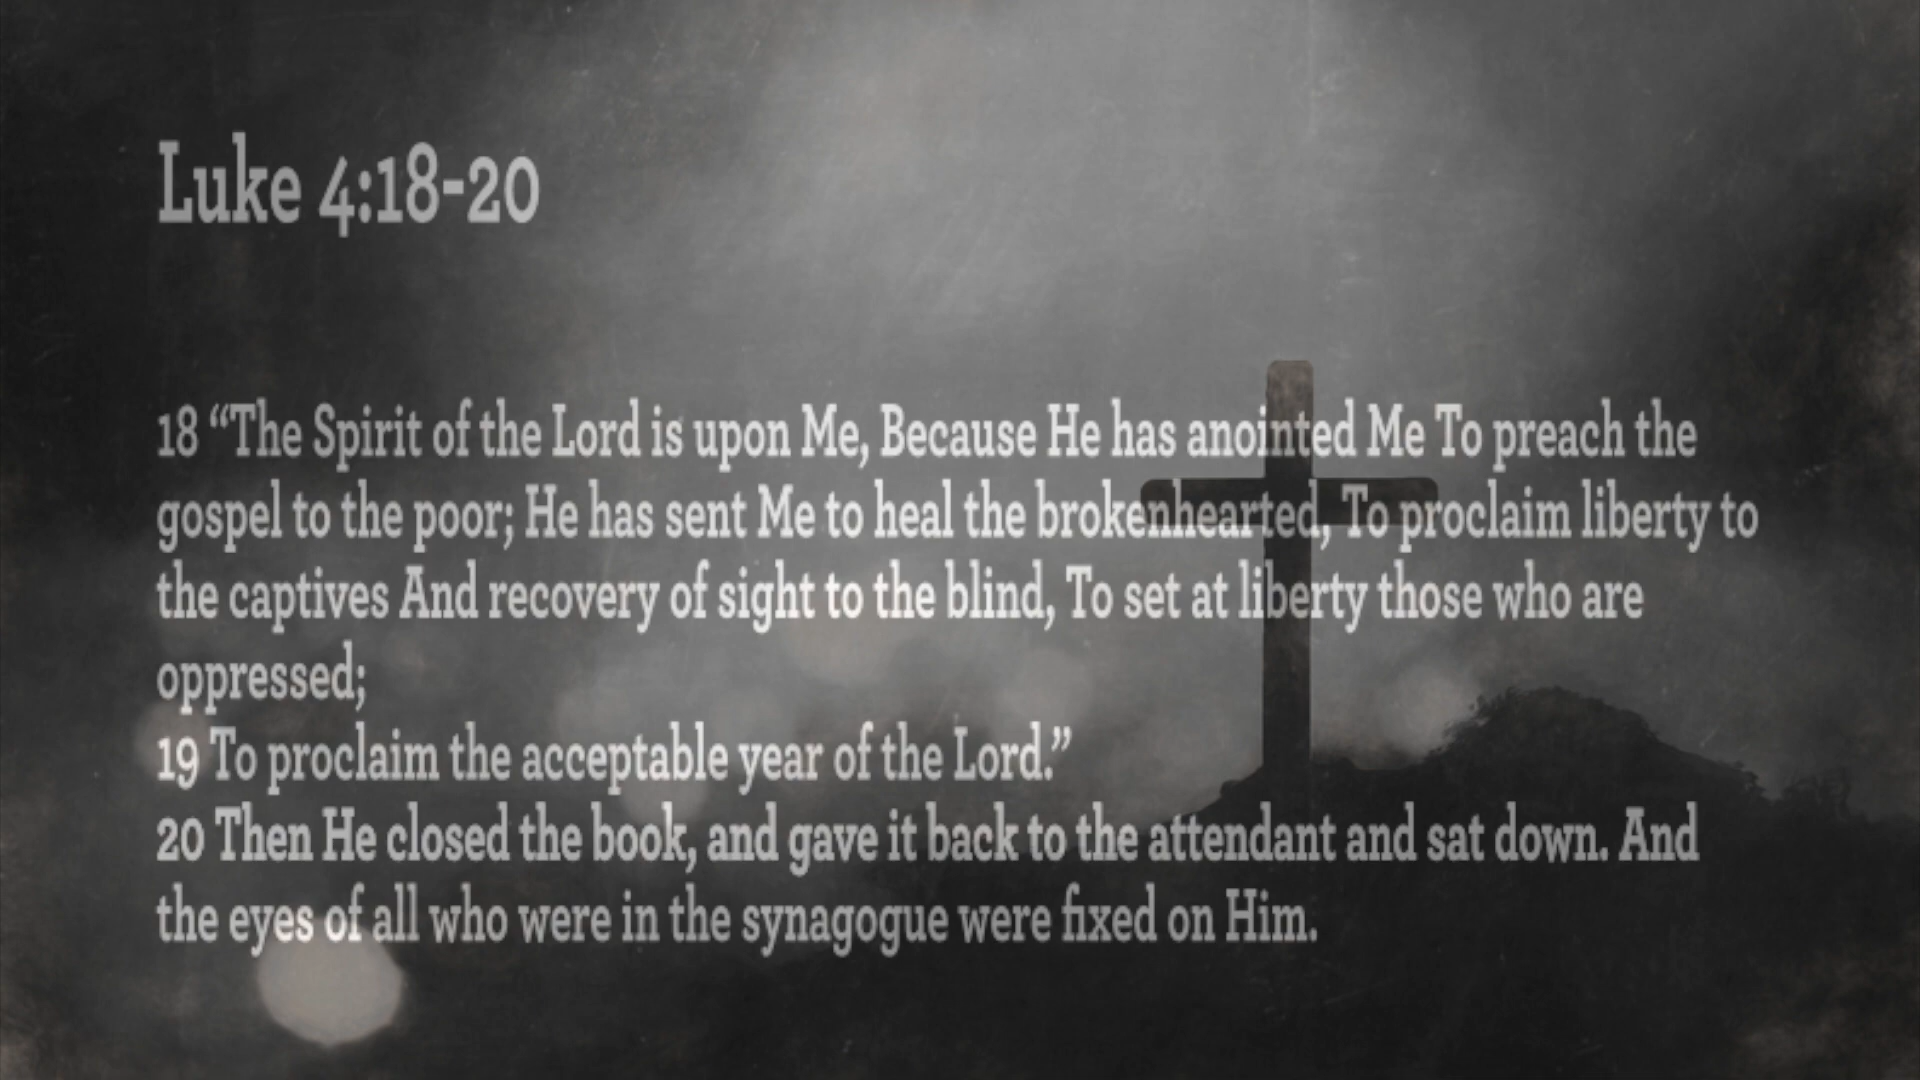 Luke 4:18-20
18 “The Spirit of the Lord is upon Me, Because He has anointed Me To preach the
gospel to the poor; He has sent Me to heal the brokenhearted, To proclaim liberty to
the captives And recovery of sight to the blind, To set at liberty those who are
oppressed;
19 To proclaim the acceptable year of the Lord.”
20 Then He closed the book, and gave it back to the attendant and sat down. And
the eyes of all who were in the synagogue were fixed on Him.